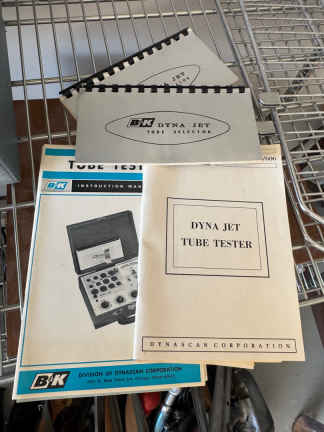 JET
B&K DYNA JET
TUBE SELECTOR
TUBE TEST
B&K INSTRUCTION MAN
DYNA JET
TUBE TESTER
DYNASCAN CORPORATION
B&K DIVISION OF DYNASCAN CORPORATION